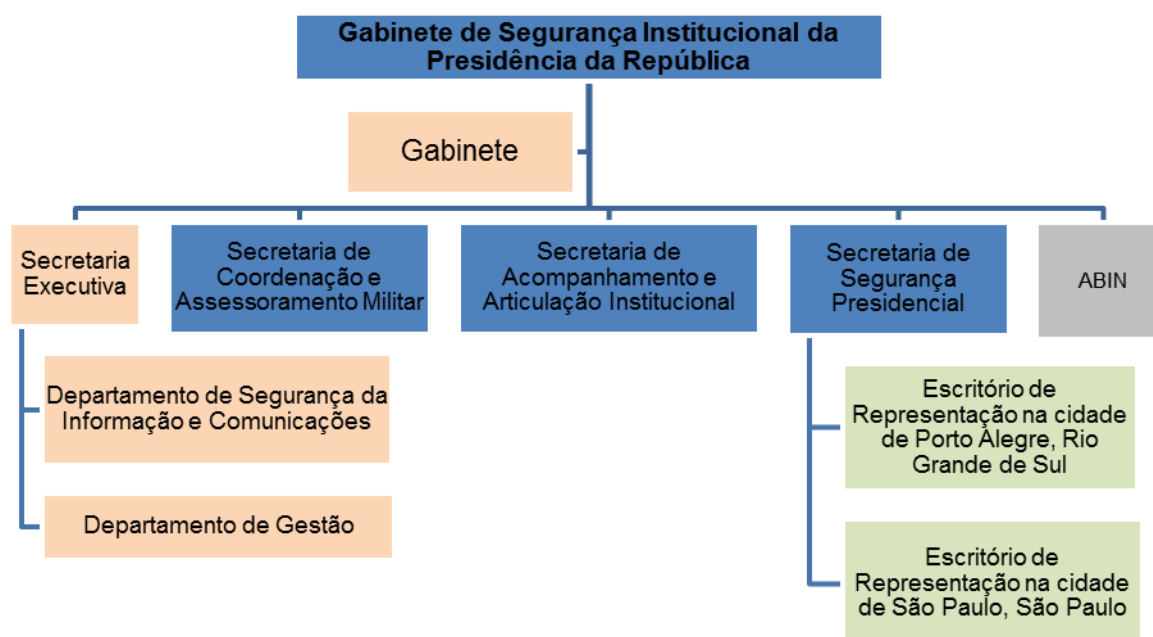 Gabinete de Segurança Institucional da
Presidência da República
Gabinete
Secretaria
Executiva
Secretaria de
Coordenação e
Assessoramento Militar
Secretaria de
Acompanhamento e
Articulação Institucional
Secretaria de
Segurança
Presidencial
ABIN
Departamento de Segurança da
Informação e Comunicações
Departamento de Gestão
Escritório de
Representação na cidade
de Porto Alegre, Rio
Grande de Sul
Escritório de
Representação na cidade
de São Paulo, São Paulo